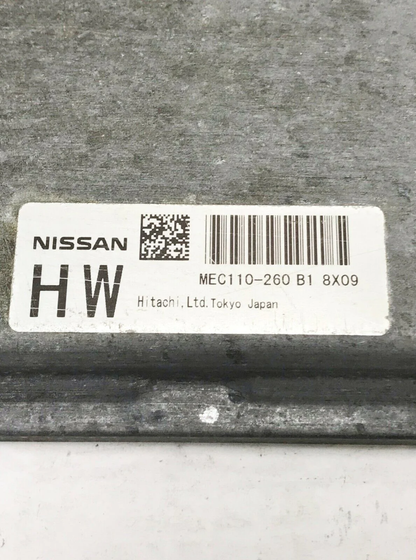 NISSAN
HW
MEC110-260 B1 8X09
Hitachi,Ltd.Tokyo Japan